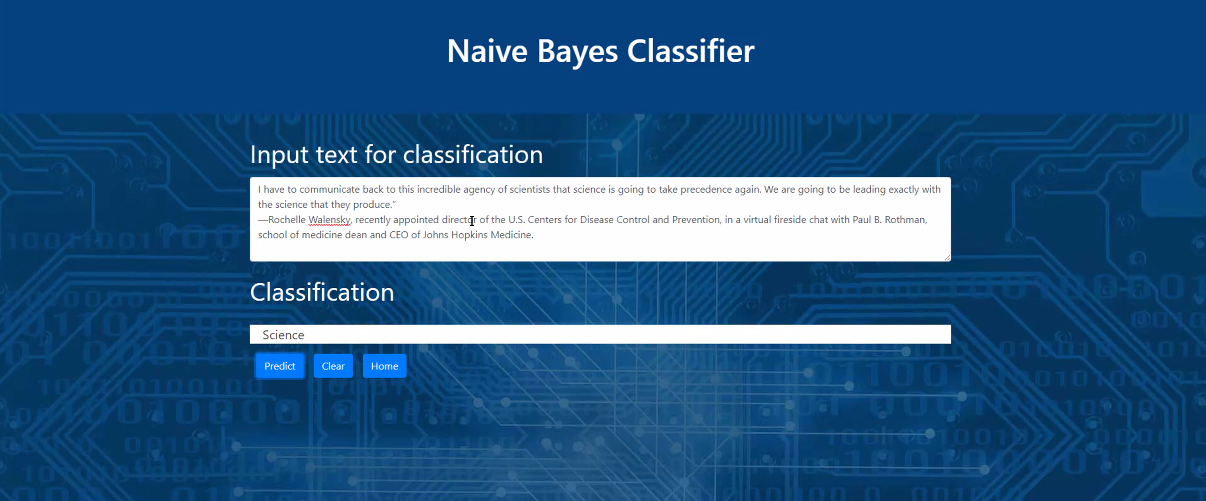 Naive Bayes Classifier
Input text for classification
I have to communicate back to this incredible agency of scientists that science is going to take precedence again. We are going to be leading exactly with
the science that they produce."
—Rochelle Walensky, recently appointed director of the U.S. Centers for Disease Control and Prevention, in a virtual fireside chat with Paul B. Rothman,
school of medicine dean and CEO of Johns Hopkins Medicine.
Classification
Science
Predict Clear Home